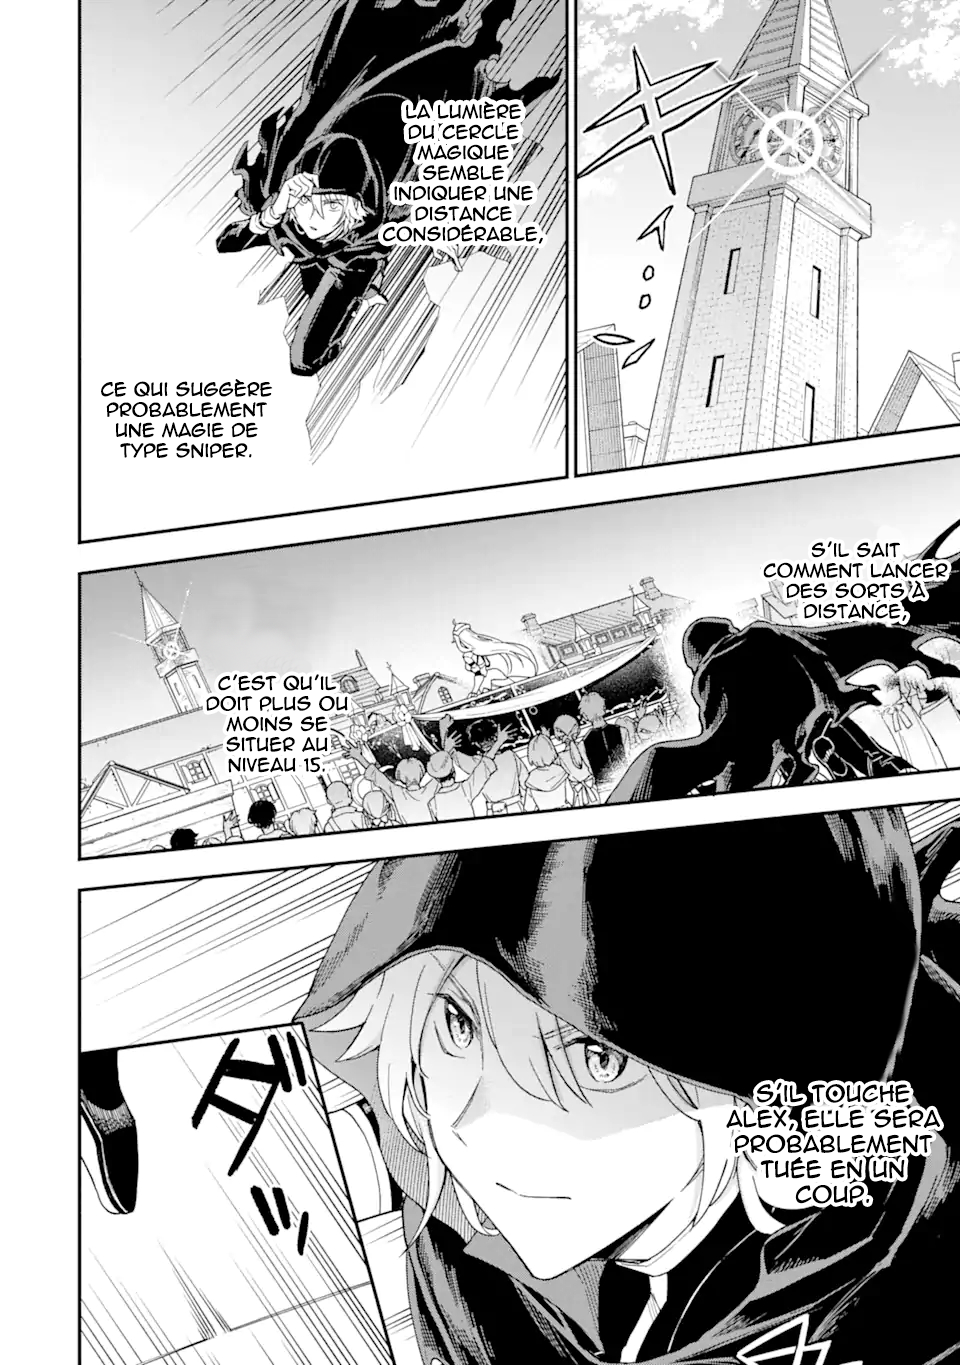 キィ
LA LUMIÈRE
DU CERCLE
MAGIQUE
SEMBLE
INDIQUER UNE
DISTANCE
CONSIDÉRABLE,
CE QUI SUGGÈRE
PROBABLEMENT
UNE MAGIE DE
TYPE SNIPER.
S'IL SAIT
COMMENT LANCER
DES SORTS À
DISTANCE,
C'EST QU'IL
DOIT PLUS OU
MOINS SE
SITUER AU
NIVEAU 15.
S'IL TOUCHE
ALEX, ELLE SERA
PROBABLEMENT
TUÉE EN UN
COUP.